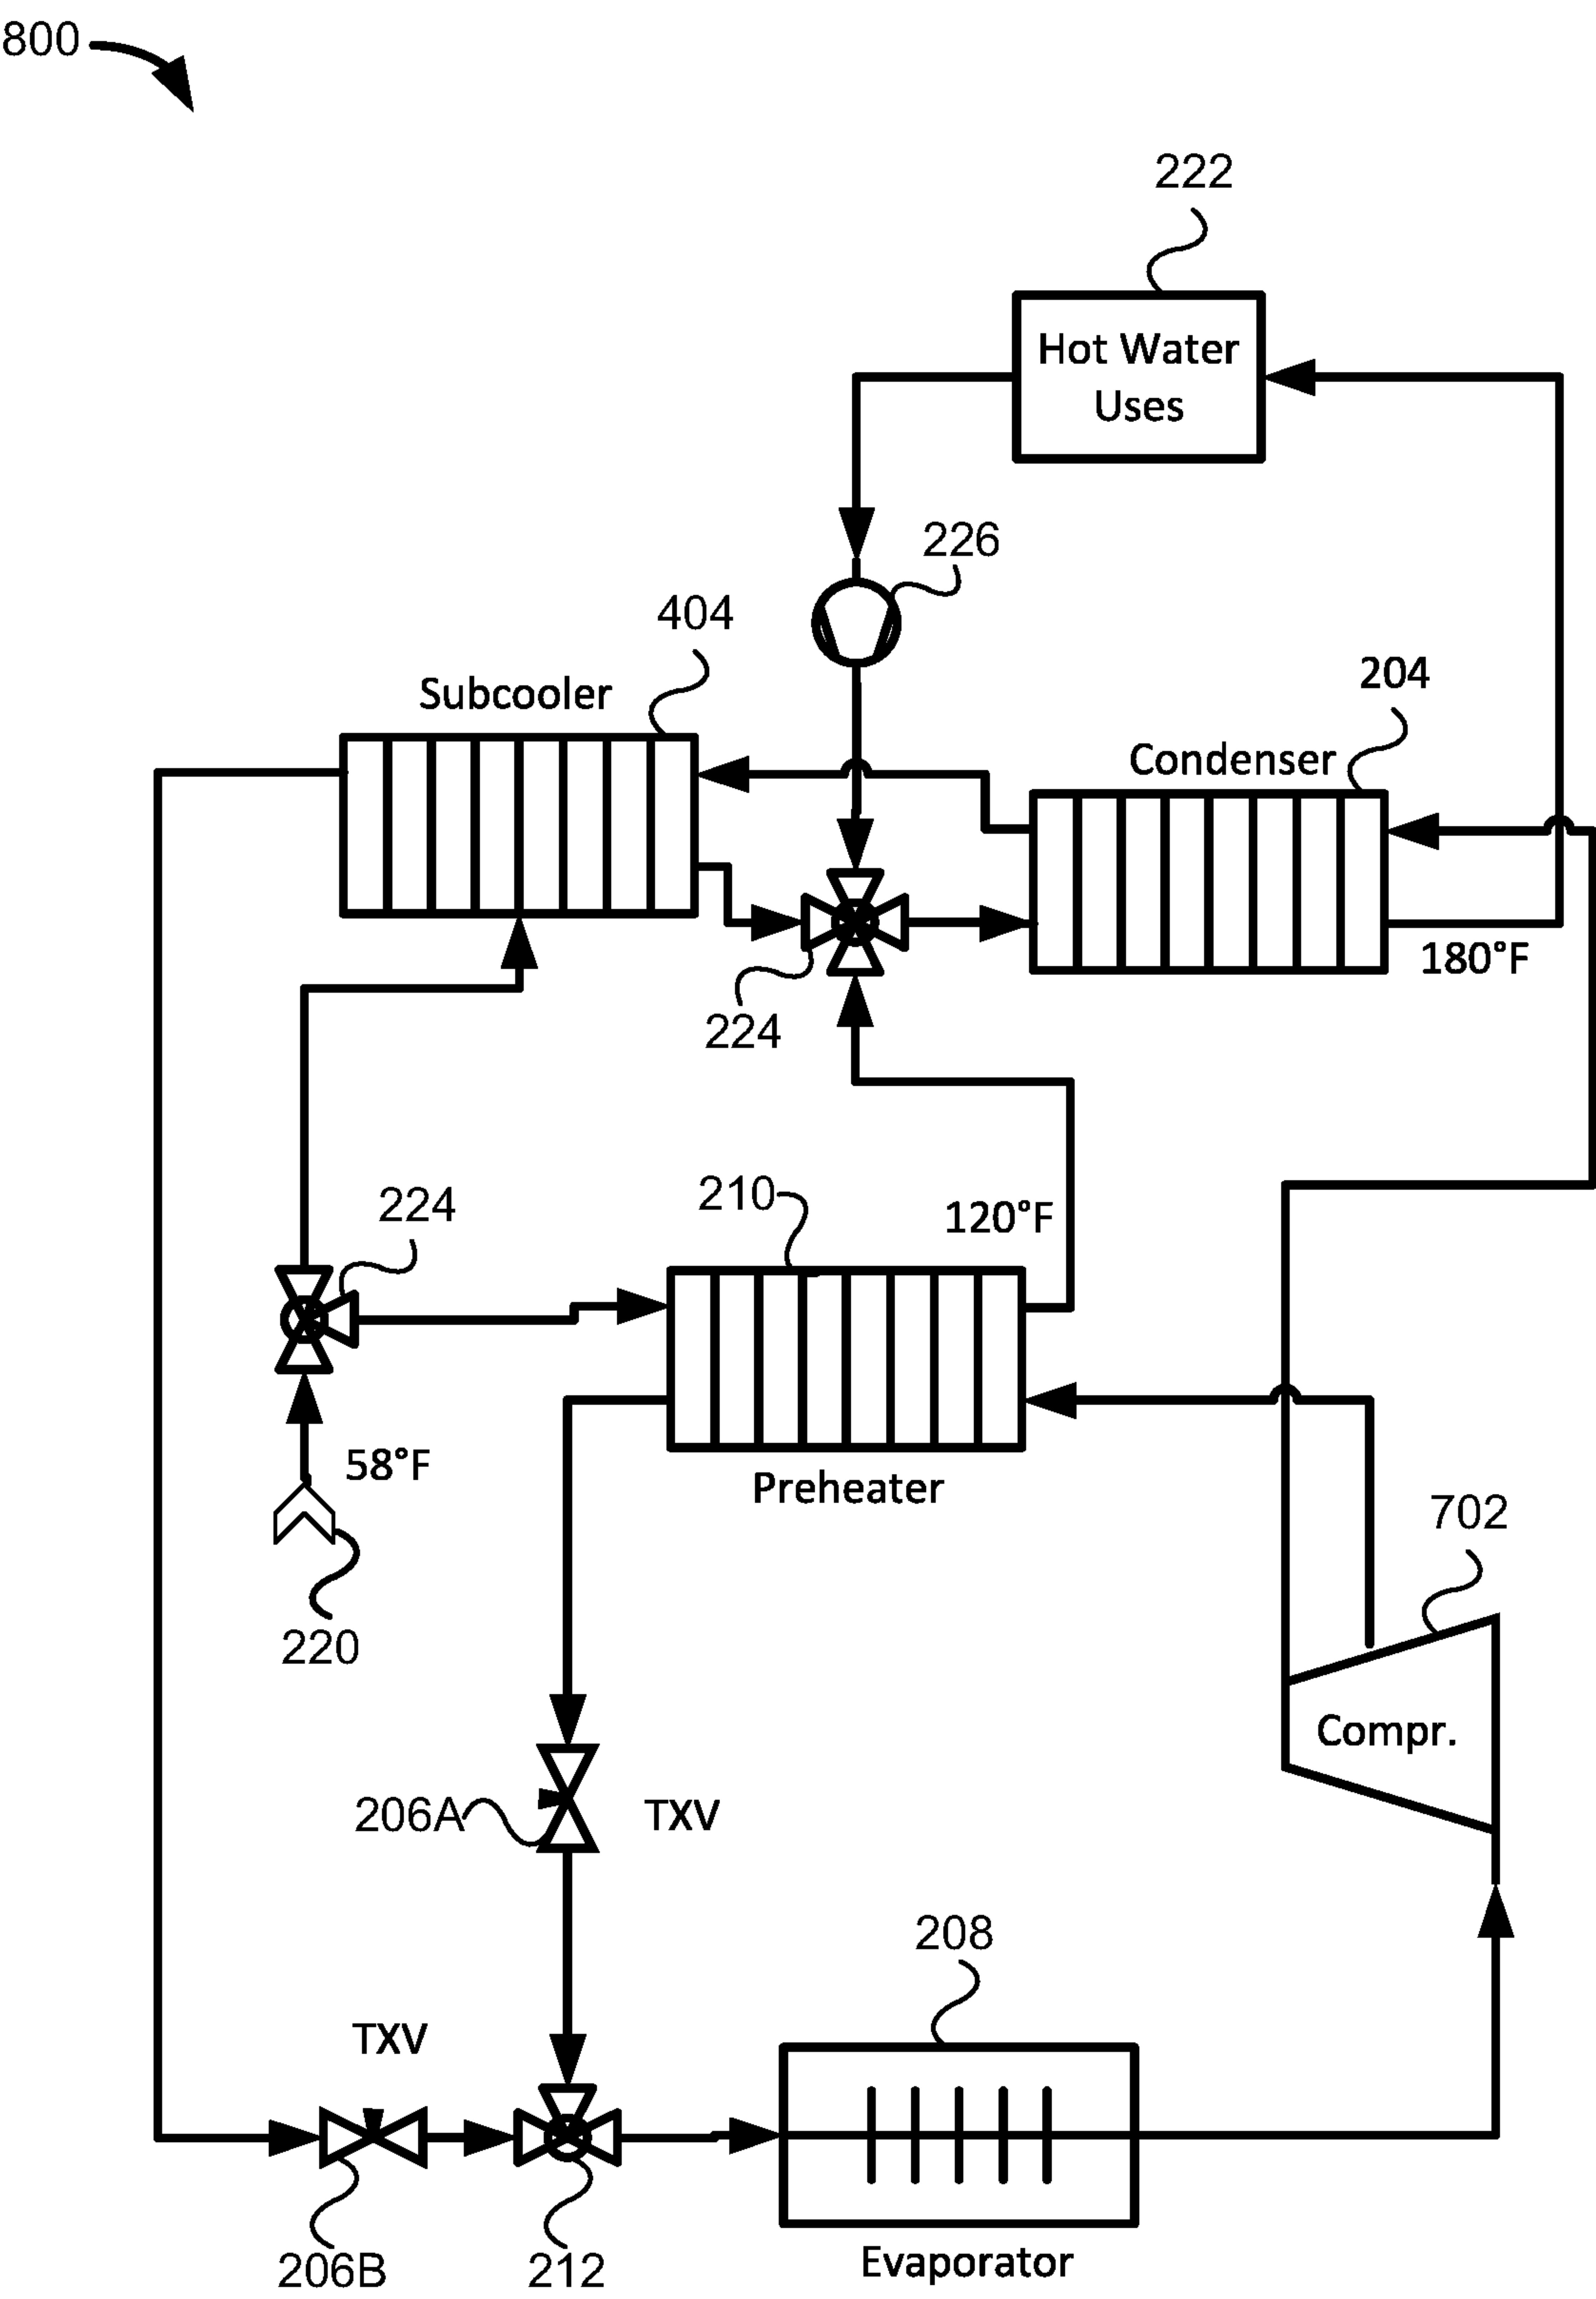 800
222
Hot Water
Uses
226
404
Subcooler
204
Condenser
180°F
224
210
120°F
224
58°F
Preheater
702
220
Compr.
206A
TXV
208
TXV
206B
212
Evaporator